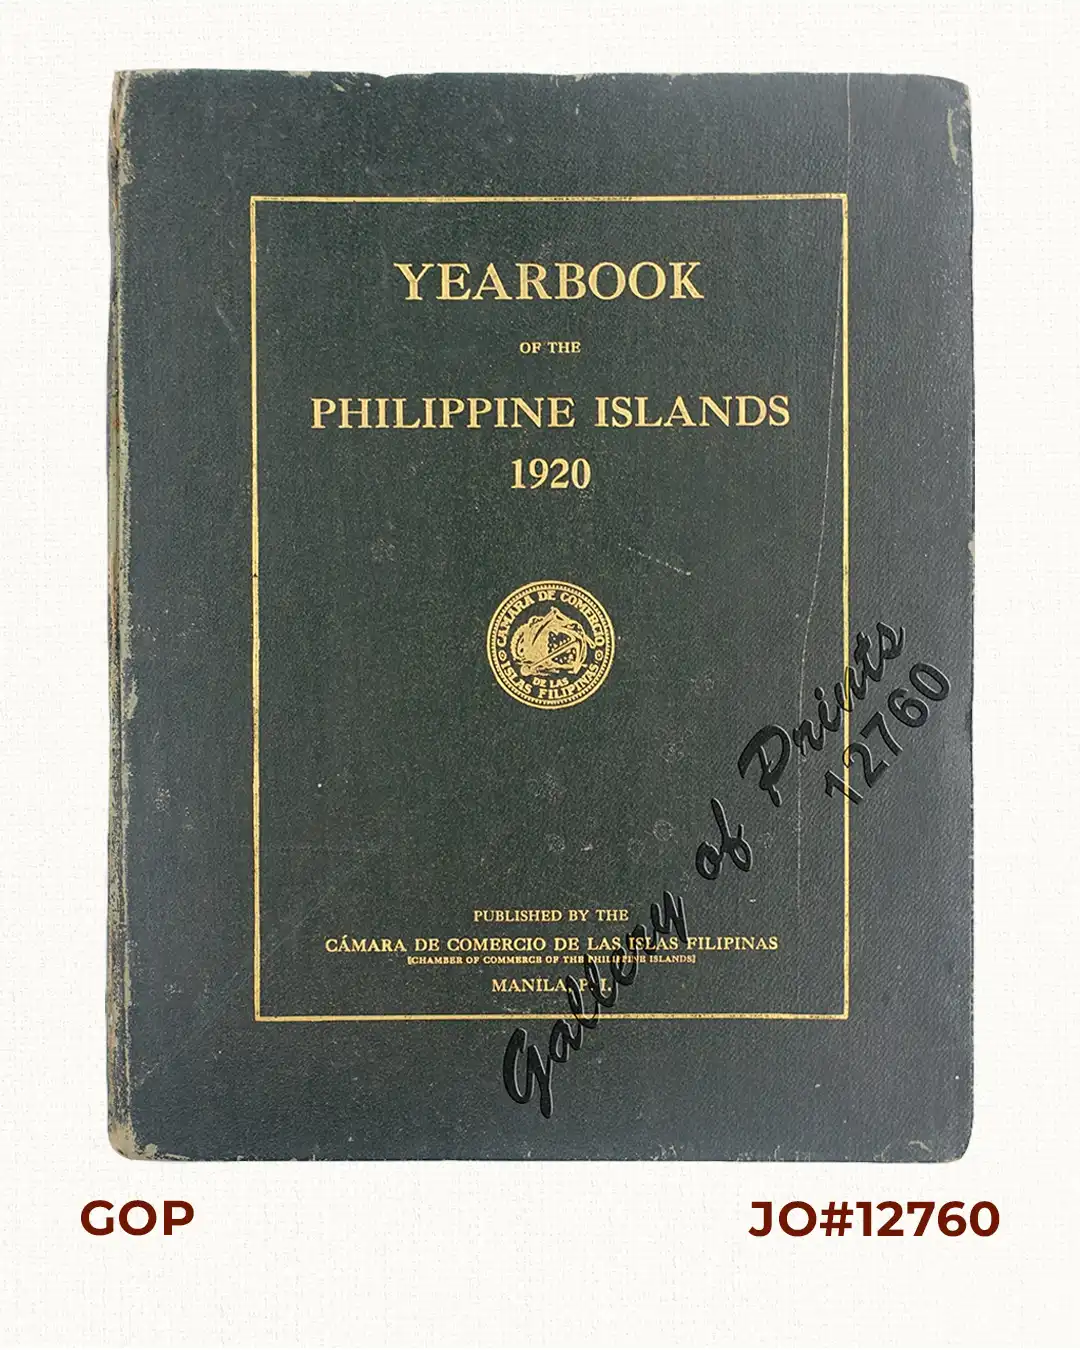 YEARBOOK
OF THE
PHILIPPINE ISLANDS
1920
CÁMARA DE COMERCIO
DE LAS
ISLAS FILIPINAS
PUBLISHED BY THE
CÁMARA DE COMERCIO DE LAS ISLAS FILIPINAS
[CHAMBER OF COMMERCE OF THE PHILIPPINE ISLANDS]
MANILA, P. I.
Gallery of Prints
12760
GOP
JO#12760